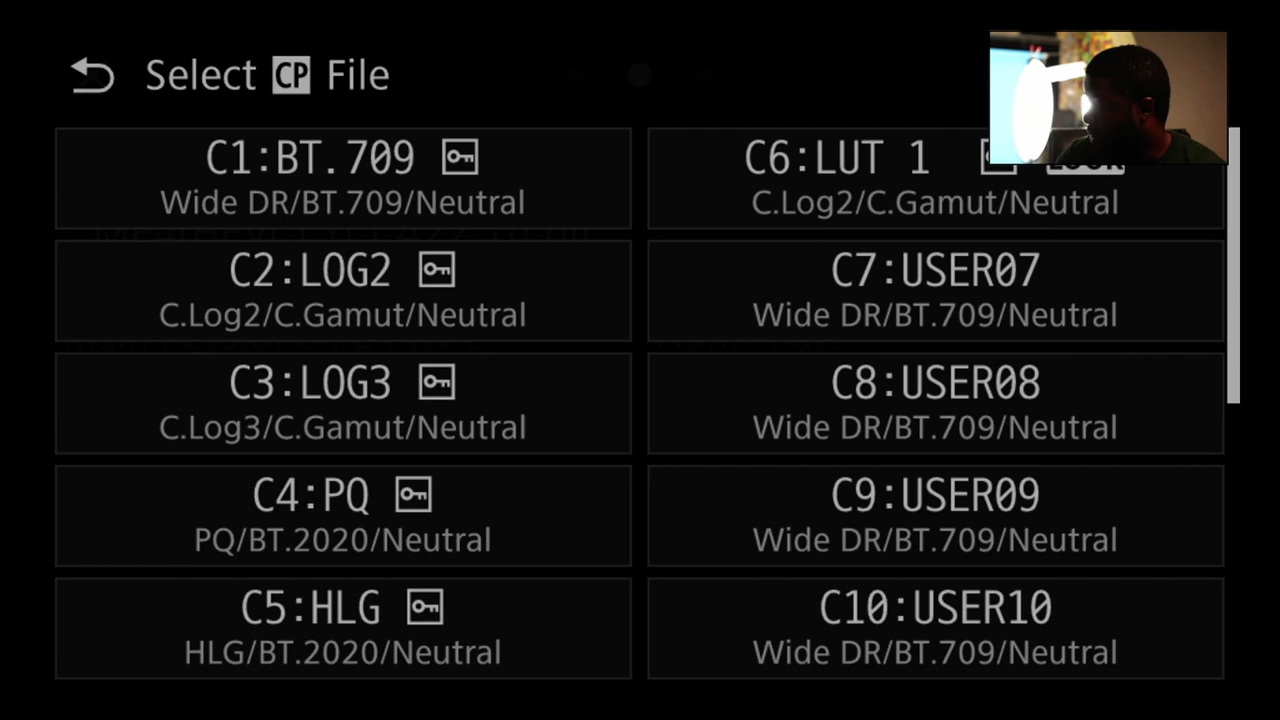 Select CP File
C1:BT.709
Wide DR/BT.709/Neutral
C2:LOG2
C.Log2/C.Gamut/Neutral
C3:LOG3
C.Log3/C.Gamut/Neutral
C4:PQ
PQ/BT.2020/Neutral
C5:HLG
HLG/BT.2020/Neutral
C6:LUT 1
C.Log2/C.Gamut/Neutral
C7:USER07
Wide DR/BT.709/Neutral
C8:USER08
Wide DR/BT.709/Neutral
C9:USER09
Wide DR/BT.709/Neutral
C10:USER10
Wide DR/BT.709/Neutral